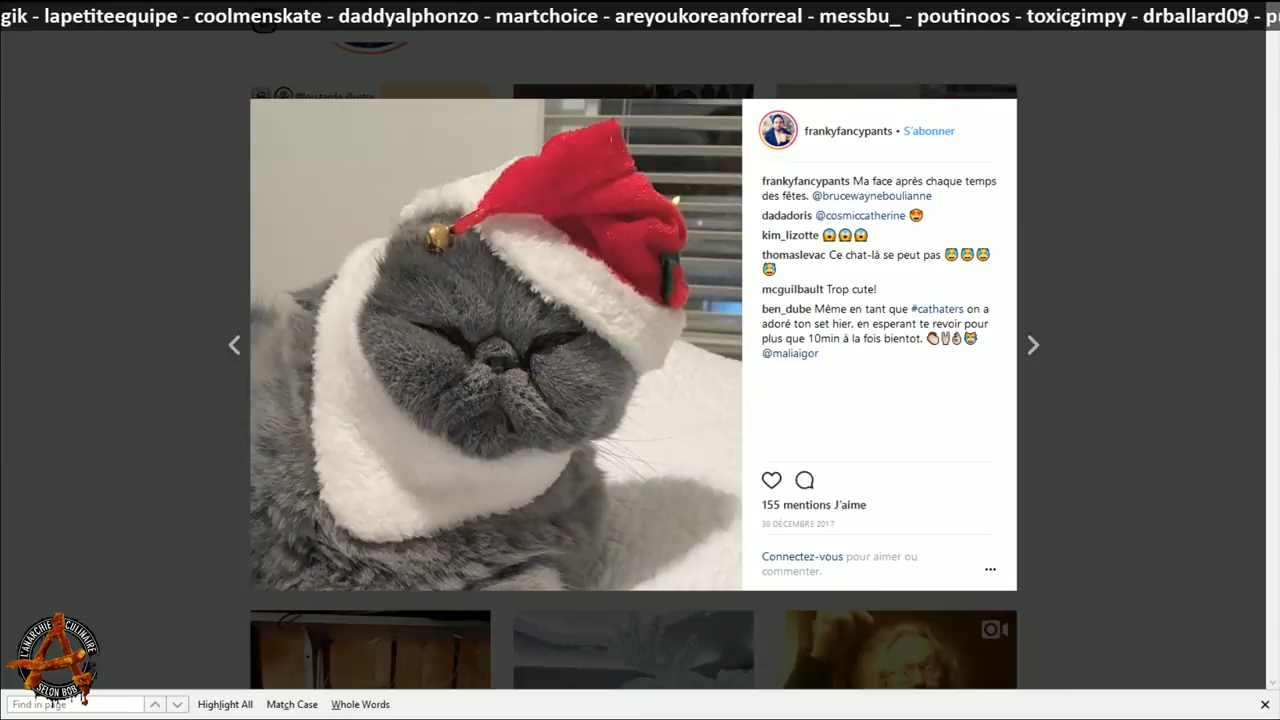 gik - lapetiteequipe - coolmenskate - daddyalphonzo - martchoice - areyoukoreanforreal - messbu_ - poutinoos - toxicgimpy - drballard09 -
frankyfancypants • S'abonner
frankyfancypants Ma face après chaque temps
des fêtes. @brucewayneboulianne
dadadoris @cosmiccatherine 😍
kim_lizotte 😱😱😱
thomaslevac Ce chat-là se peut pas 😻😻😻
😻
mcguilbault Trop cute!
ben_dube Même en tant que #cathaters on a
adoré ton set hier, en esperant te revoir pour
plus que 10min à la fois bientot.
@maliaigor
155 mentions J'aime
30 DÉCEMBRE 2017
Connectez-vous pour aimer ou
commenter.
L'ANARCHIE CULINAIRE
SELON BOB
Find in page
Highlight All Match Case Whole Words